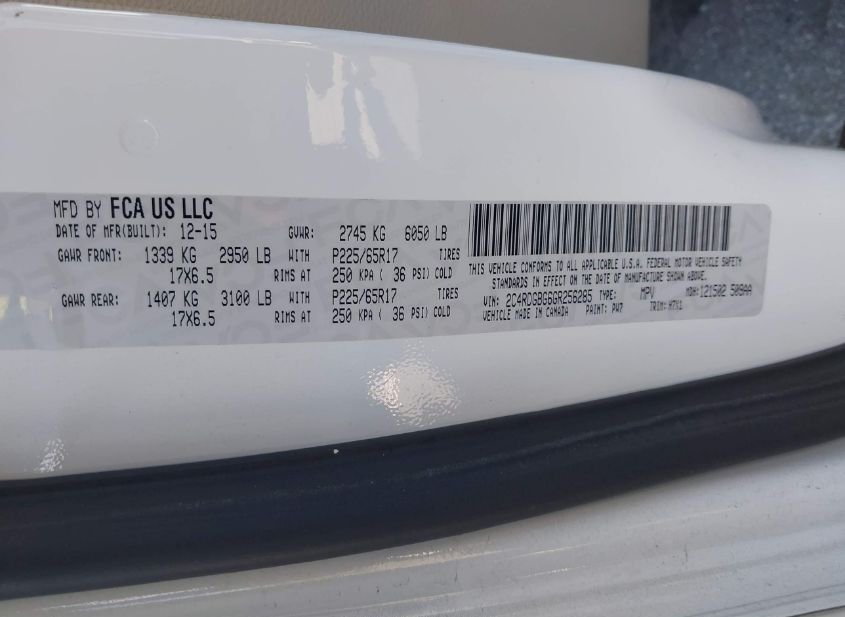 MFD BY FCA US LLC
DATE OF MFR(BUILT): 12-15 GVWR: 2745 KG 6050 LB
GAWR FRONT: 1339 KG 2950 LB WITH P225/65R17 TIRES
17X6.5 RIMS AT 250 KPA ( 36 PSI) COLD
GAWR REAR: 1407 KG 3100 LB WITH P225/65R17 TIRES
17X6.5 RIMS AT 250 KPA ( 36 PSI) COLD
THIS VEHICLE CONFORMS TO ALL APPLICABLE U.S.A. FEDERAL MOTOR VEHICLE SAFETY
STANDARDS IN EFFECT ON THE DATE OF MANUFACTURE SHOWN ABOVE.
VIN: 2C4RDGBG6GR256285 TYPE: MPV MDH: 121502 509AA
VEHICLE MADE IN CANADA PAINT: PW7 TRIM: